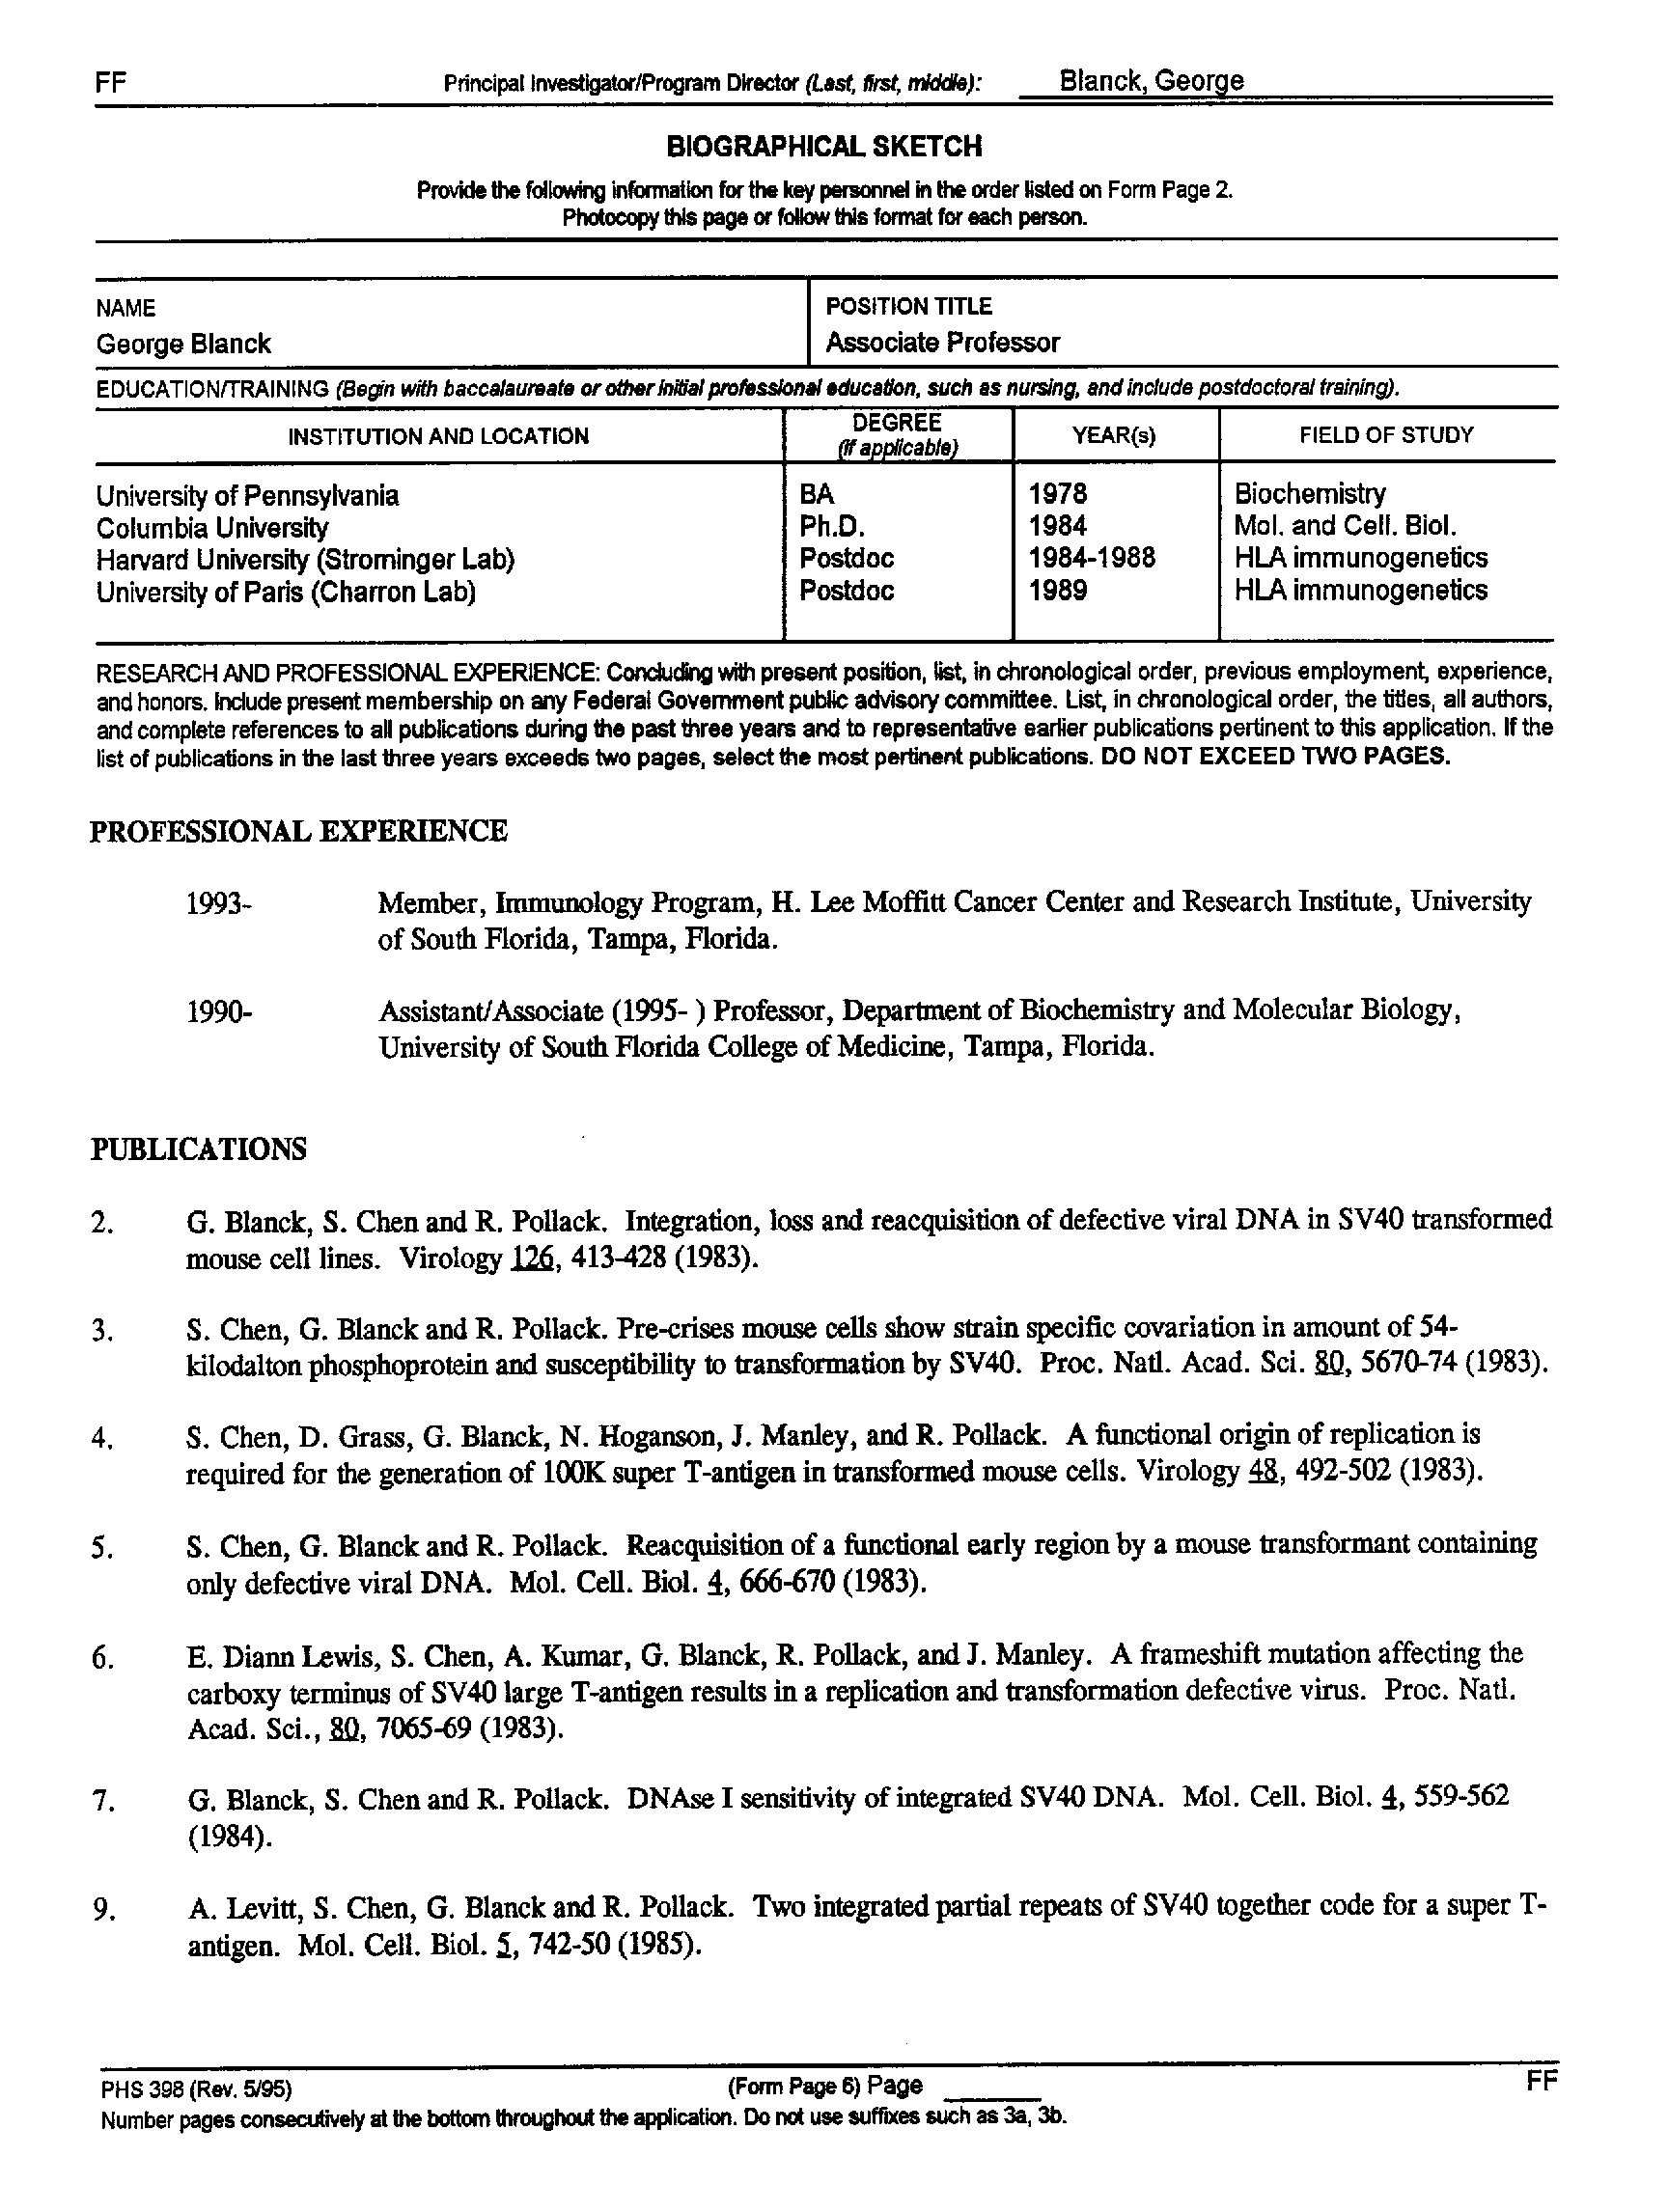 FF Principal Investigator/Program Director (Last, first, middle): Blanck, George
BIOGRAPHICAL SKETCH
Provide the following information for the key personnel in the order listed on Form Page 2.
Photocopy this page or follow this format for each person.
NAME POSITION TITLE
George Blanck Associate Professor
EDUCATION/TRAINING (Begin with baccalaureate or other initial professional education, such as nursing, and include postdoctoral training).
INSTITUTION AND LOCATION DEGREE (if applicable) YEAR(s) FIELD OF STUDY
University of Pennsylvania BA 1978 Biochemistry
Columbia University Ph.D. 1984 Mol. and Cell. Biol.
Harvard University (Strominger Lab) Postdoc 1984-1988 HLA immunogenetics
University of Paris (Charron Lab) Postdoc 1989 HLA immunogenetics
RESEARCH AND PROFESSIONAL EXPERIENCE: Concluding with present position, list, in chronological order, previous employment, experience,
and honors. Include present membership on any Federal Government public advisory committee. List, in chronological order, the titles, all authors,
and complete references to all publications during the past three years and to representative earlier publications pertinent to this application. If the
list of publications in the last three years exceeds two pages, select the most pertinent publications. DO NOT EXCEED TWO PAGES.
PROFESSIONAL EXPERIENCE
1993- Member, Immunology Program, H. Lee Moffitt Cancer Center and Research Institute, University
of South Florida, Tampa, Florida.
1990- Assistant/Associate (1995- ) Professor, Department of Biochemistry and Molecular Biology,
University of South Florida College of Medicine, Tampa, Florida.
PUBLICATIONS
2. G. Blanck, S. Chen and R. Pollack. Integration, loss and reacquisition of defective viral DNA in SV40 transformed
mouse cell lines. Virology 126, 413-428 (1983).
3. S. Chen, G. Blanck and R. Pollack. Pre-crises mouse cells show strain specific covariation in amount of 54-
kilodalton phosphoprotein and susceptibility to transformation by SV40. Proc. Natl. Acad. Sci. 80, 5670-74 (1983).
4. S. Chen, D. Grass, G. Blanck, N. Hoganson, J. Manley, and R. Pollack. A functional origin of replication is
required for the generation of 100K super T-antigen in transformed mouse cells. Virology 48, 492-502 (1983).
5. S. Chen, G. Blanck and R. Pollack. Reacquisition of a functional early region by a mouse transformant containing
only defective viral DNA. Mol. Cell. Biol. 4, 666-670 (1983).
6. E. Diann Lewis, S. Chen, A. Kumar, G. Blanck, R. Pollack, and J. Manley. A frameshift mutation affecting the
carboxy terminus of SV40 large T-antigen results in a replication and transformation defective virus. Proc. Natl.
Acad. Sci., 80, 7065-69 (1983).
7. G. Blanck, S. Chen and R. Pollack. DNAse I sensitivity of integrated SV40 DNA. Mol. Cell. Biol. 4, 559-562
(1984).
9. A. Levitt, S. Chen, G. Blanck and R. Pollack. Two integrated partial repeats of SV40 together code for a super T-
antigen. Mol. Cell. Biol. 5, 742-50 (1985).
PHS 398 (Rev. 5/95) (Form Page 6) Page ______ FF
Number pages consecutively at the bottom throughout the application. Do not use suffixes such as 3a, 3b.